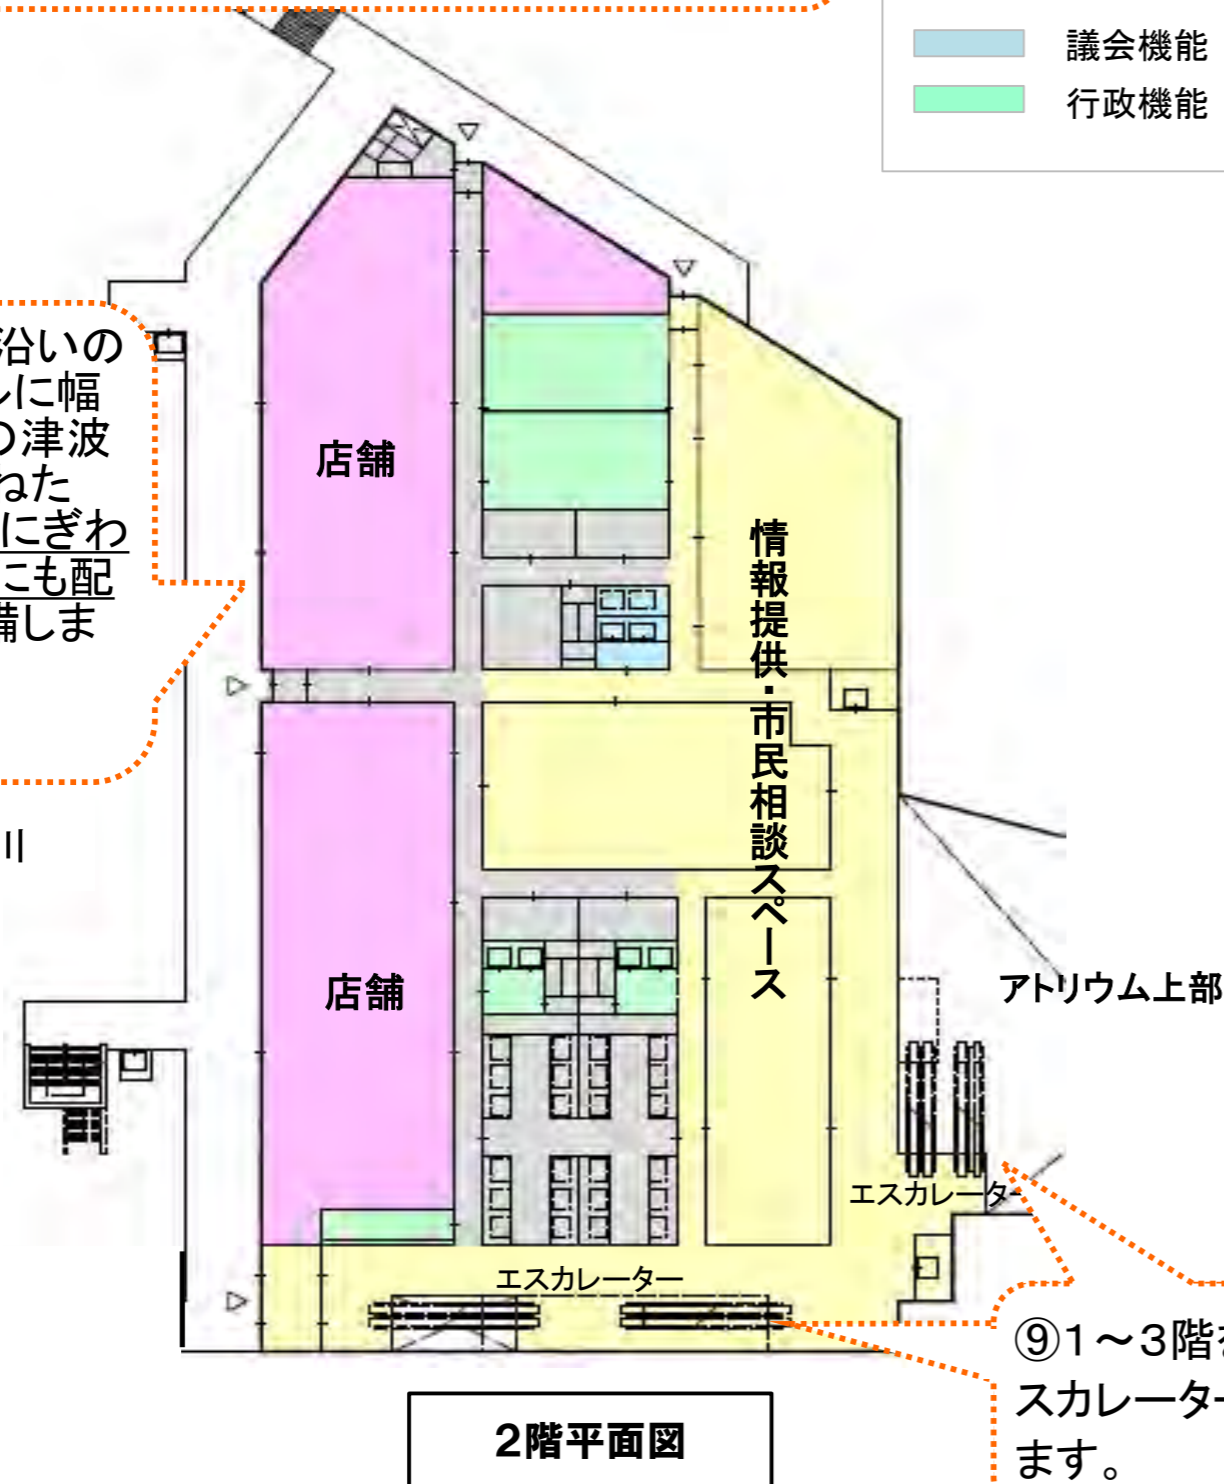 議会機能
行政機能
沿いの
ルに幅
の津波
ねた
にぎわ
にも配
備しま
川
店舗
情報提供・市民相談スペース
店舗
アトリウム上部
エスカレーター
エスカレーター
⑨1～3階
スカレーター
ます。
2階平面図